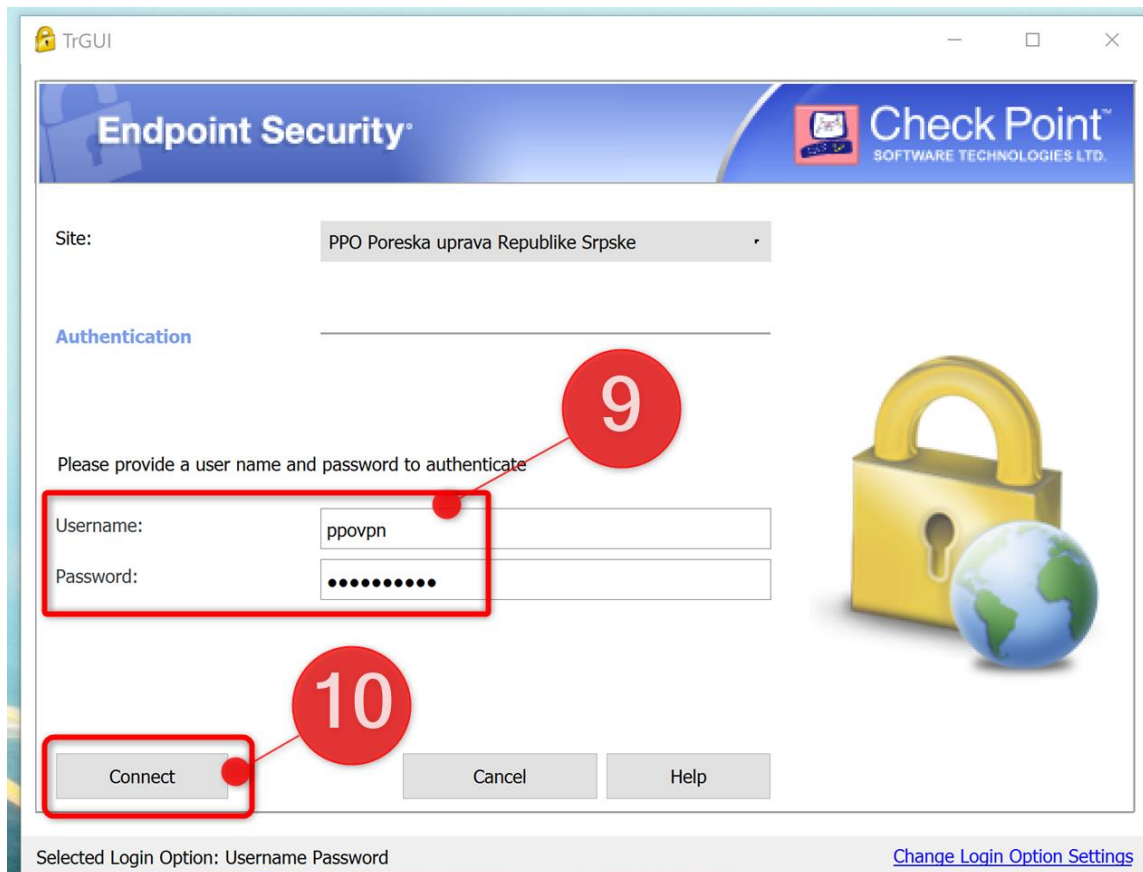 TrGUI
Endpoint Security
Check Point™
SOFTWARE TECHNOLOGIES LTD.
Site:
PPO Poreska uprava Republike Srpske
Authentication
9
Please provide a user name and password to authenticate
Username:
ppovpn
Password:
••••••••••
10
Connect
Cancel
Help
Selected Login Option: Username Password
Change Login Option Settings